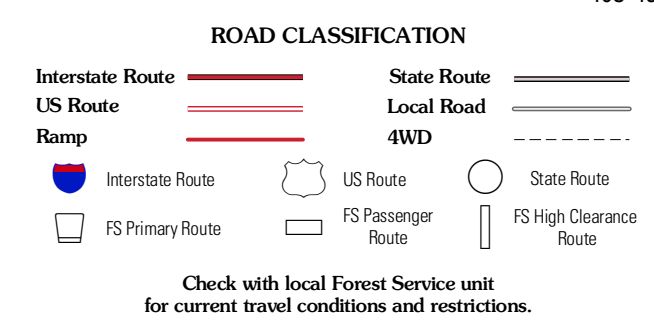 ROAD CLASSIFICATION
Interstate Route
State Route
US Route
Local Road
Ramp
4WD
Interstate Route
US Route
State Route
FS Primary Route
FS Passenger
Route
FS High Clearance
Route
Check with local Forest Service unit
for current travel conditions and restrictions.